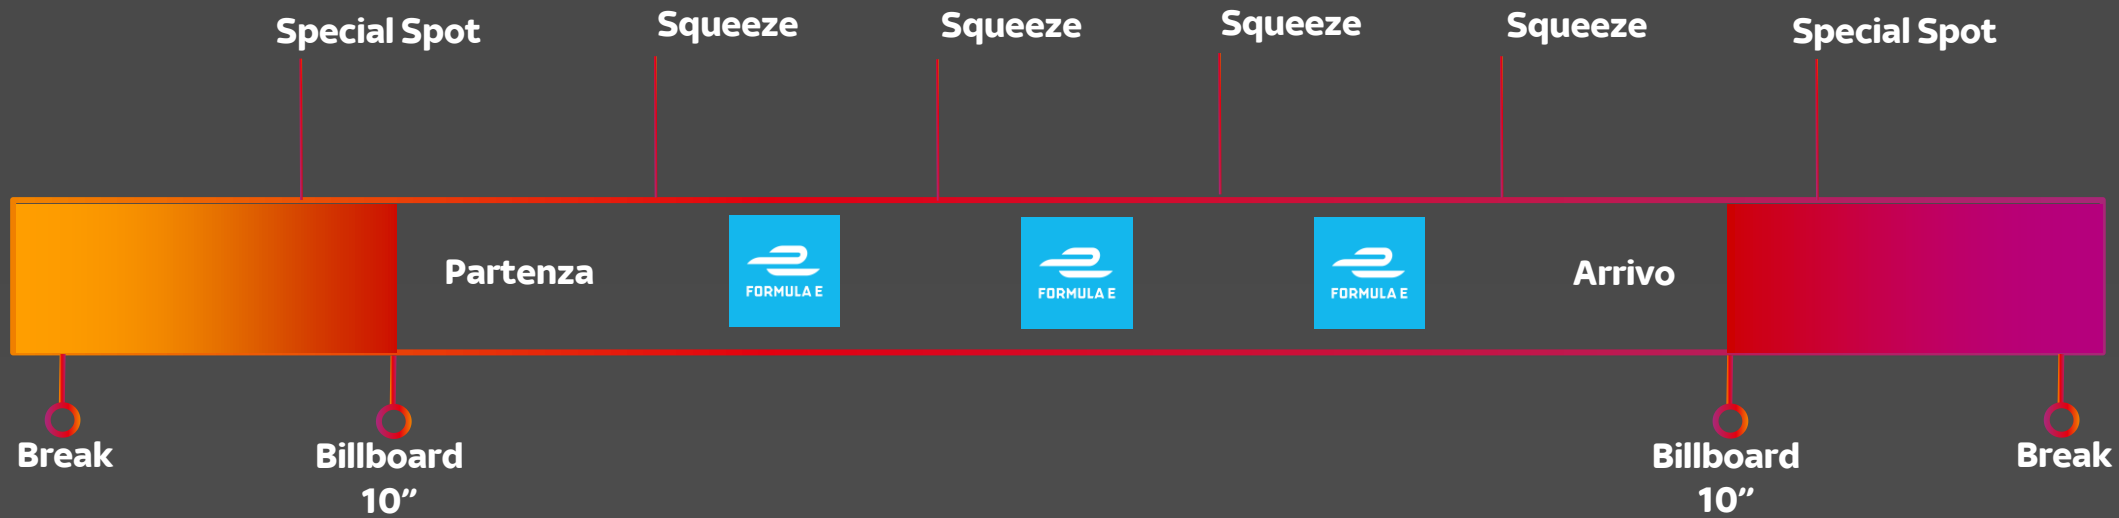 Special Spot
Squeeze
Squeeze
Squeeze
Squeeze
Special Spot
Partenza
FORMULA E
FORMULA E
FORMULA E
Arrivo
Break
Billboard
10”
Billboard
10”
Break